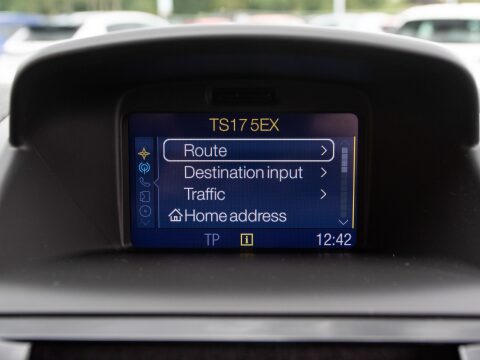 TS17 5EX
Route
Destination input
Traffic
Home address
TP i 12:42